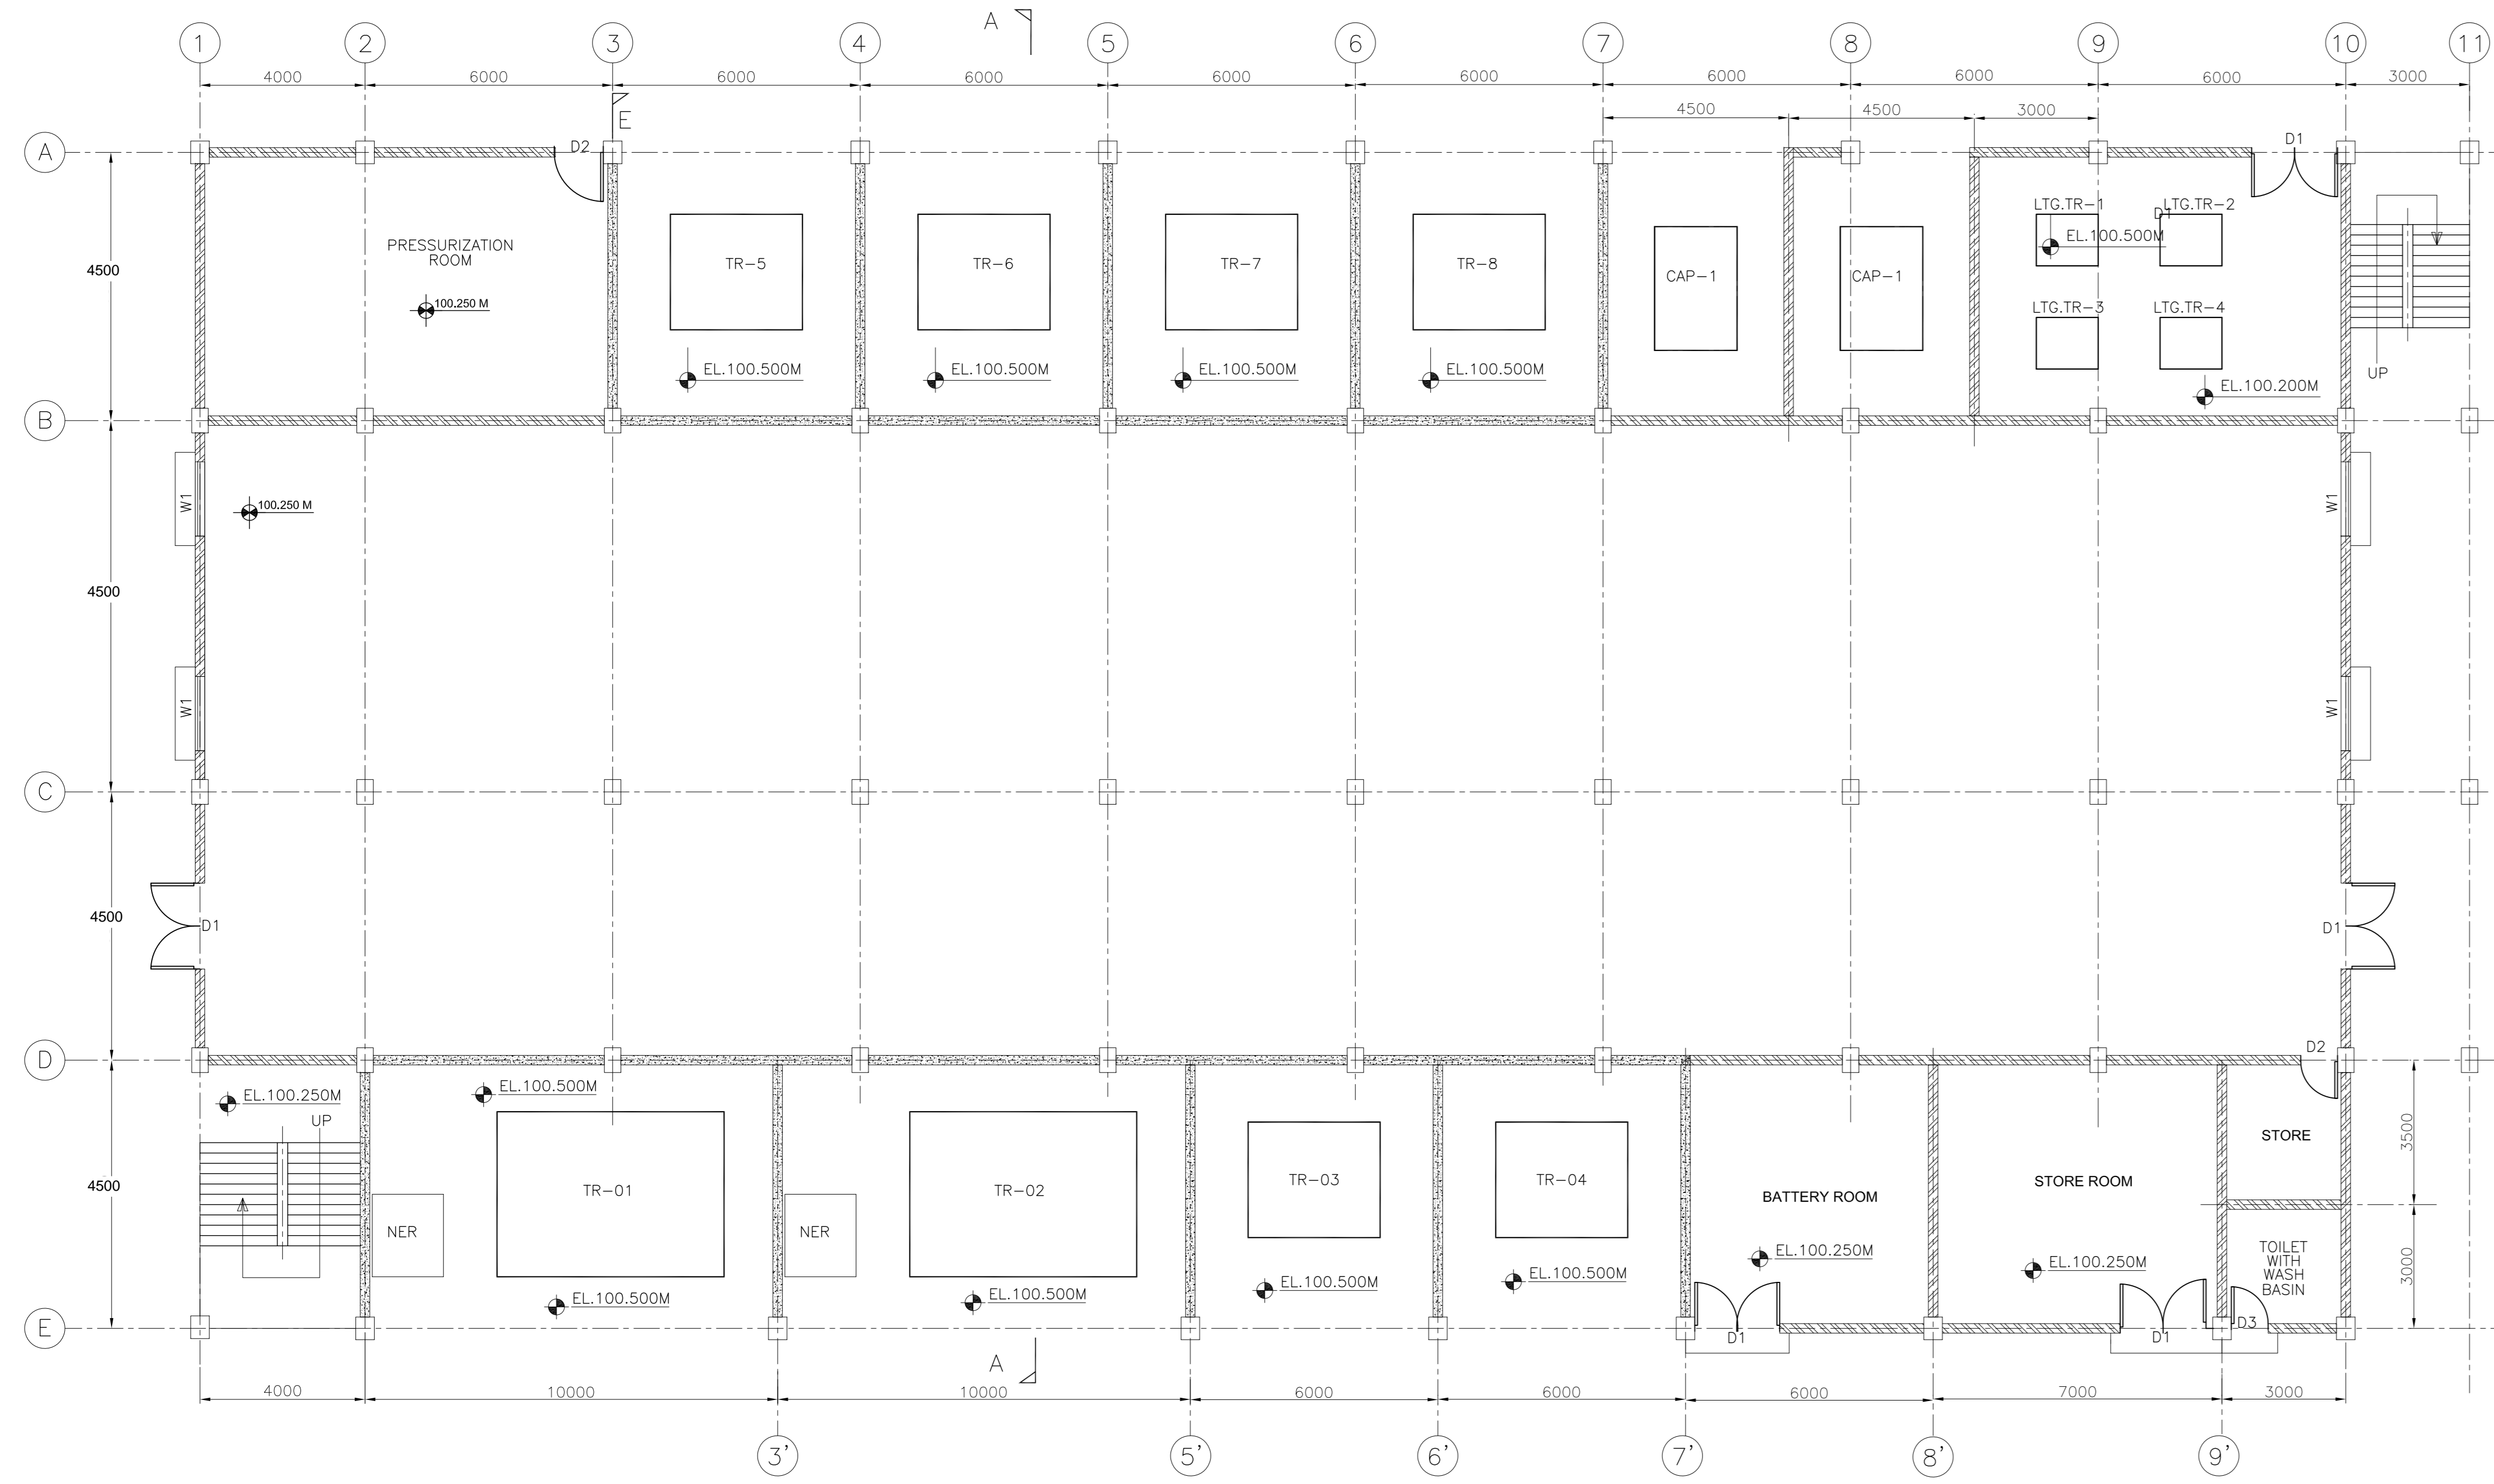 A
1
2
3
4
5
6
7
8
9
10
11
4000
6000
6000
6000
6000
6000
6000
6000
6000
3000
E
4500
4500
3000
A
D2
D1
LTG.TR-1
LTG.TR-2
D1
EL.100.500M
PRESSURIZATION
ROOM
TR-5
TR-6
TR-7
TR-8
CAP-1
CAP-1
4500
100.250 M
LTG.TR-3
LTG.TR-4
EL.100.500M
EL.100.500M
EL.100.500M
EL.100.500M
UP
EL.100.200M
B
W1
100.250 M
W1
4500
W1
W1
C
4500
D1
D1
D
D2
EL.100.250M
EL.100.500M
UP
3500
STORE
4500
TR-01
TR-02
TR-03
TR-04
BATTERY ROOM
STORE ROOM
NER
NER
EL.100.250M
EL.100.250M
TOILET
WITH
WASH
BASIN
3000
EL.100.500M
EL.100.500M
EL.100.500M
EL.100.500M
E
D1
D1
D3
A
4000
10000
10000
6000
6000
6000
7000
3000
3'
5'
6'
7'
8'
9'